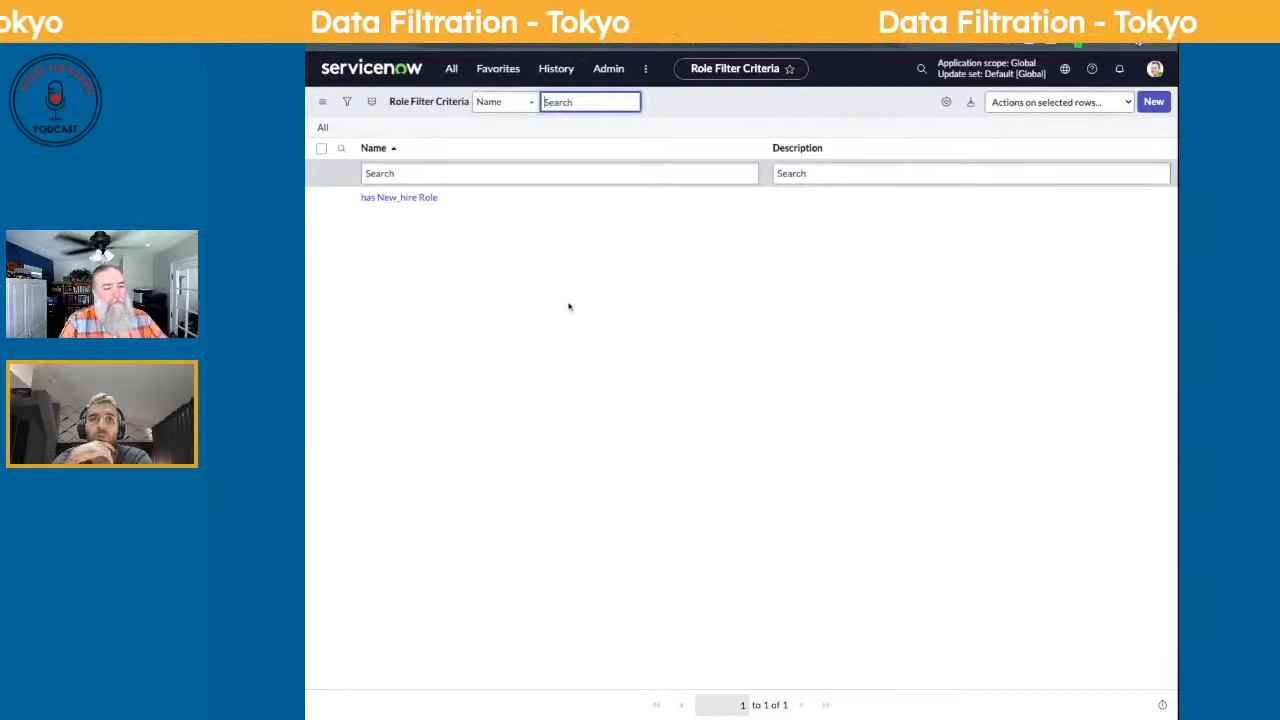 okyo
Data Filtration - Tokyo
Data Filtration - Tokyo
PODCAST
servicenow
All
Favorites
History
Admin
Role Filter Criteria
Application scope: Global
Update set: Default [Global]
Role Filter Criteria
Name
Search
Actions on selected rows...
New
All
Name
Description
Search
Search
has New_hire Role
1 to 1 of 1